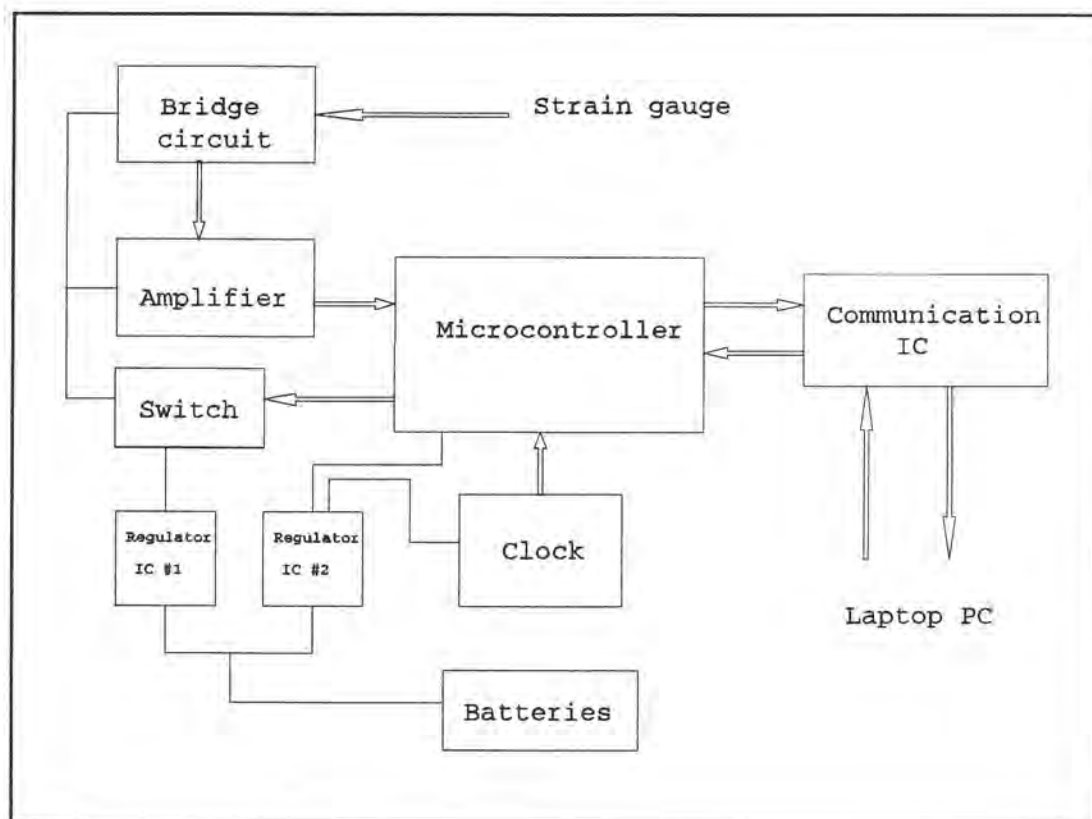 Bridge
circuit
Strain gauge
Amplifier
Microcontroller
Communication
IC
Switch
Regulator
IC #1
Regulator
IC #2
Clock
Laptop PC
Batteries